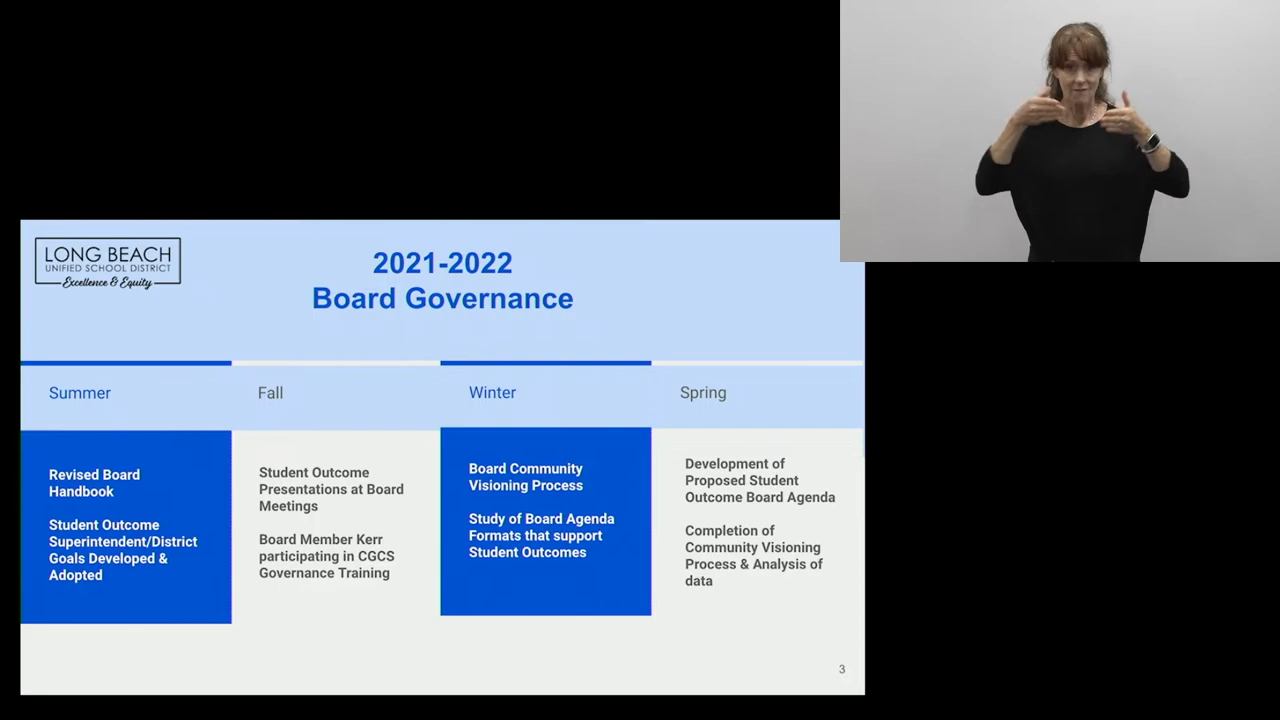 LONG BEACH
UNIFIED SCHOOL DISTRICT
Excellence & Equity
2021-2022
Board Governance
Summer
Fall
Winter
Spring
Revised Board
Handbook
Student Outcome
Superintendent/District
Goals Developed &
Adopted
Student Outcome
Presentations at Board
Meetings
Board Member Kerr
participating in CGCS
Governance Training
Board Community
Visioning Process
Study of Board Agenda
Formats that support
Student Outcomes
Development of
Proposed Student
Outcome Board Agenda
Completion of
Community Visioning
Process & Analysis of
data
3